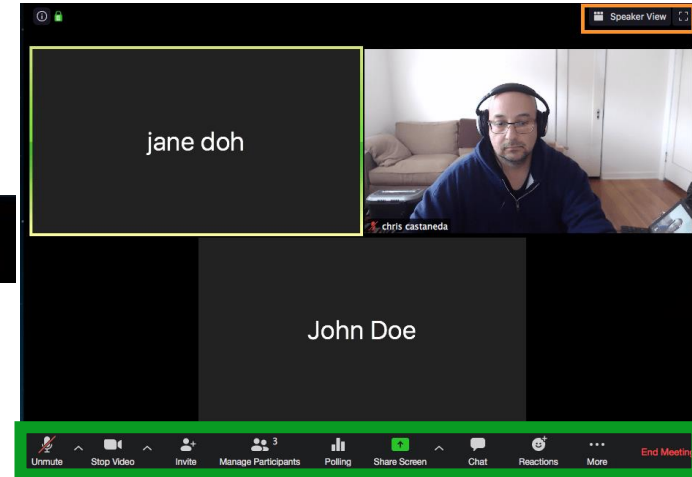 Speaker View
jane doh
chris castaneda
John Doe
3
Unmute Stop Video Invite Manage Participants Polling Share Screen Chat Reactions More End Meeting